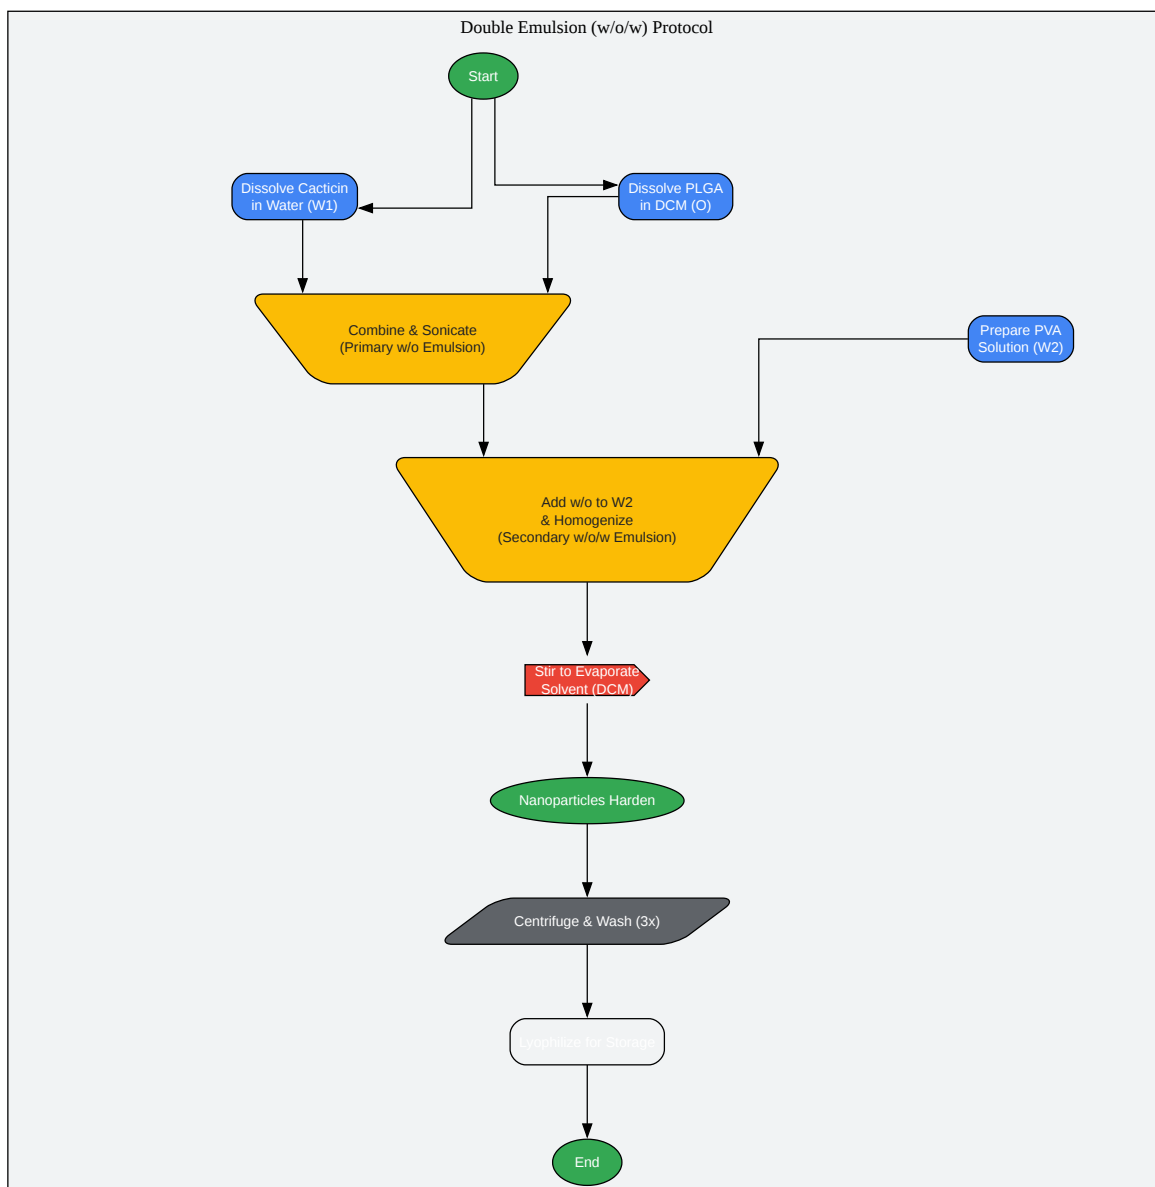 Double Emulsion (w/o/w) Protocol
Start
Dissolve Cacticin
in Water (W1)
Dissolve PLGA
in DCM (O)
Combine & Sonicate
(Primary w/o Emulsion)
Prepare PVA
Solution (W2)
Add w/o to W2
& Homogenize
(Secondary w/o/w Emulsion)
Stir to Evaporate
Solvent (DCM)
Nanoparticles Harden
Centrifuge & Wash (3x)
Lyophilize for Storage
End